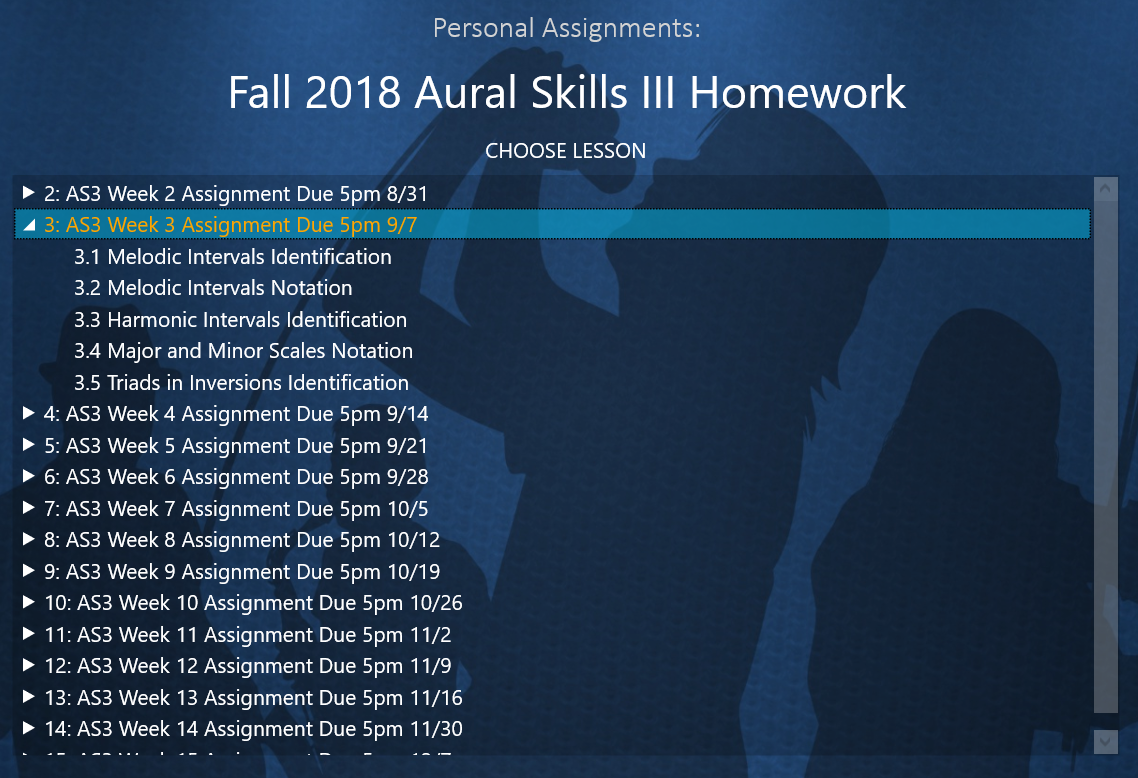 Personal Assignments:
Fall 2018 Aural Skills III Homework
CHOOSE LESSON
2: AS3 Week 2 Assignment Due 5pm 8/31
3: AS3 Week 3 Assignment Due 5pm 9/7
3.1 Melodic Intervals Identification
3.2 Melodic Intervals Notation
3.3 Harmonic Intervals Identification
3.4 Major and Minor Scales Notation
3.5 Triads in Inversions Identification
4: AS3 Week 4 Assignment Due 5pm 9/14
5: AS3 Week 5 Assignment Due 5pm 9/21
6: AS3 Week 6 Assignment Due 5pm 9/28
7: AS3 Week 7 Assignment Due 5pm 10/5
8: AS3 Week 8 Assignment Due 5pm 10/12
9: AS3 Week 9 Assignment Due 5pm 10/19
10: AS3 Week 10 Assignment Due 5pm 10/26
11: AS3 Week 11 Assignment Due 5pm 11/2
12: AS3 Week 12 Assignment Due 5pm 11/9
13: AS3 Week 13 Assignment Due 5pm 11/16
14: AS3 Week 14 Assignment Due 5pm 11/30